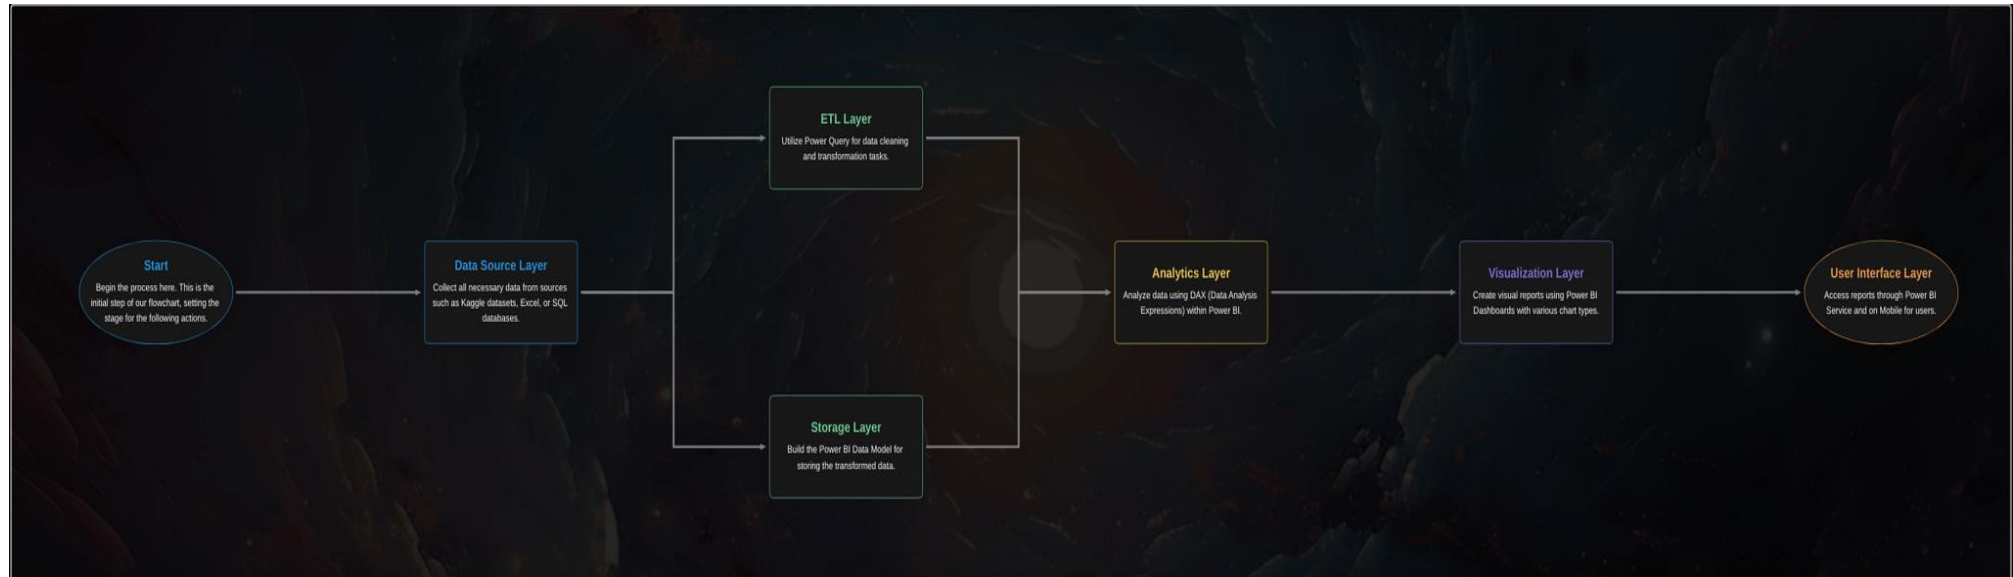 Start
Begin the process here. This is the
initial step of our flowchart, setting the
stage for the following actions.
Data Source Layer
Collect all necessary data from sources
such as Kaggle datasets, Excel, or SQL
databases.
ETL Layer
Utilize Power Query for data cleaning
and transformation tasks.
Storage Layer
Build the Power BI Data Model for
storing the transformed data.
Analytics Layer
Analyze data using DAX (Data Analysis
Expressions) within Power BI.
Visualization Layer
Create visual reports using Power BI
Dashboards with various chart types.
User Interface Layer
Access reports through Power BI
Service and on Mobile for users.